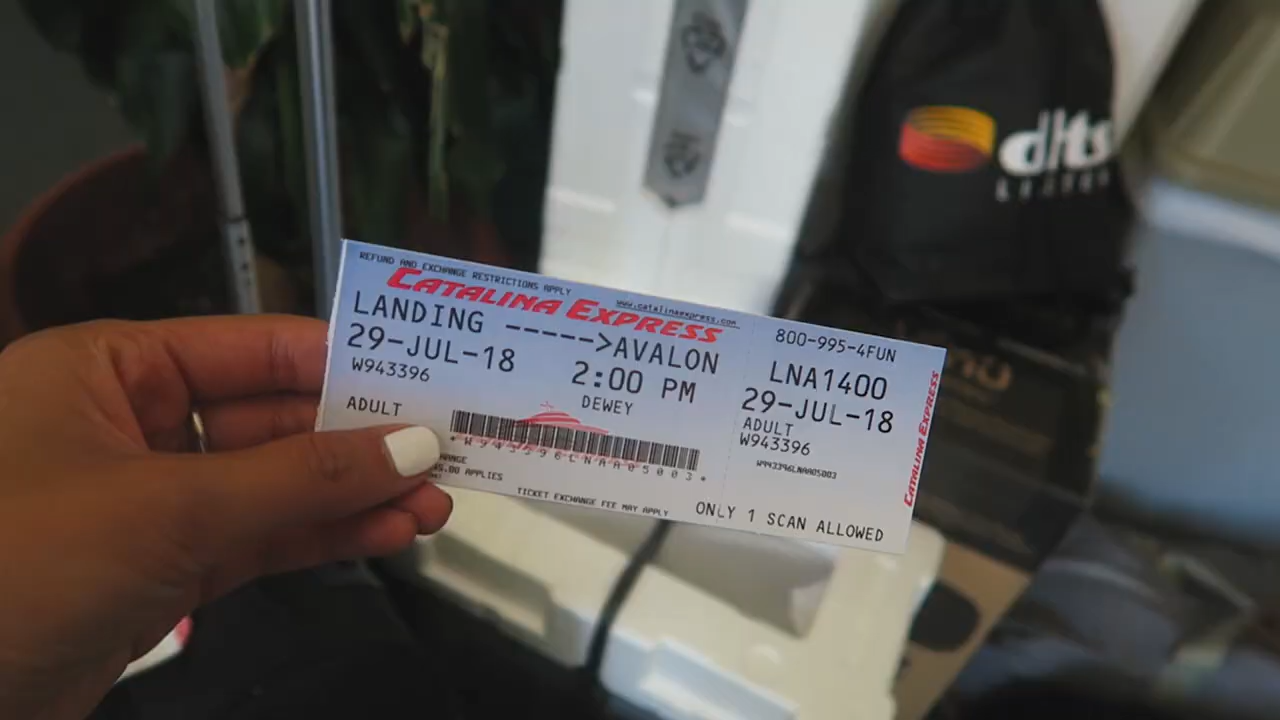 dts
REFUND AND EXCHANGE RESTRICTIONS APPLY
CATALINA EXPRESS
www.catalinaexpress.com
LANDING ----->AVALON
29-JUL-18 2:00 PM
W943396 DEWEY
ADULT
TICKET EXCHANGE FEE MAY APPLY
800-995-4FUN
LNA1400
29-JUL-18
ADULT
W943396
ONLY 1 SCAN ALLOWED
CATALINA EXPRESS